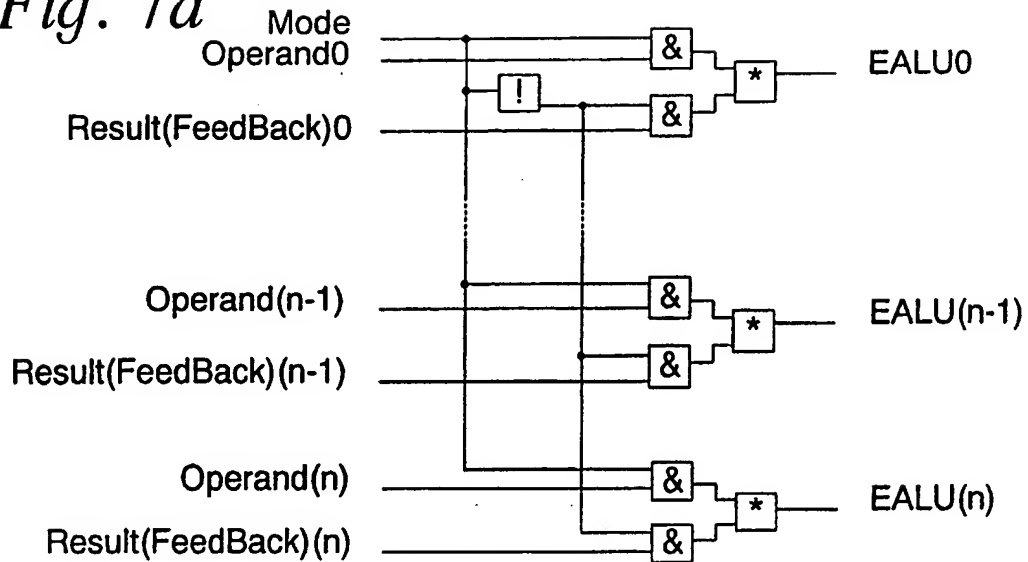 Fig. 7a
Mode
Operand0
&
*
EALU0
!
Result(FeedBack)0
&
Operand(n-1)
&
*
EALU(n-1)
Result(FeedBack)(n-1)
&
Operand(n)
&
*
EALU(n)
Result(FeedBack)(n)
&